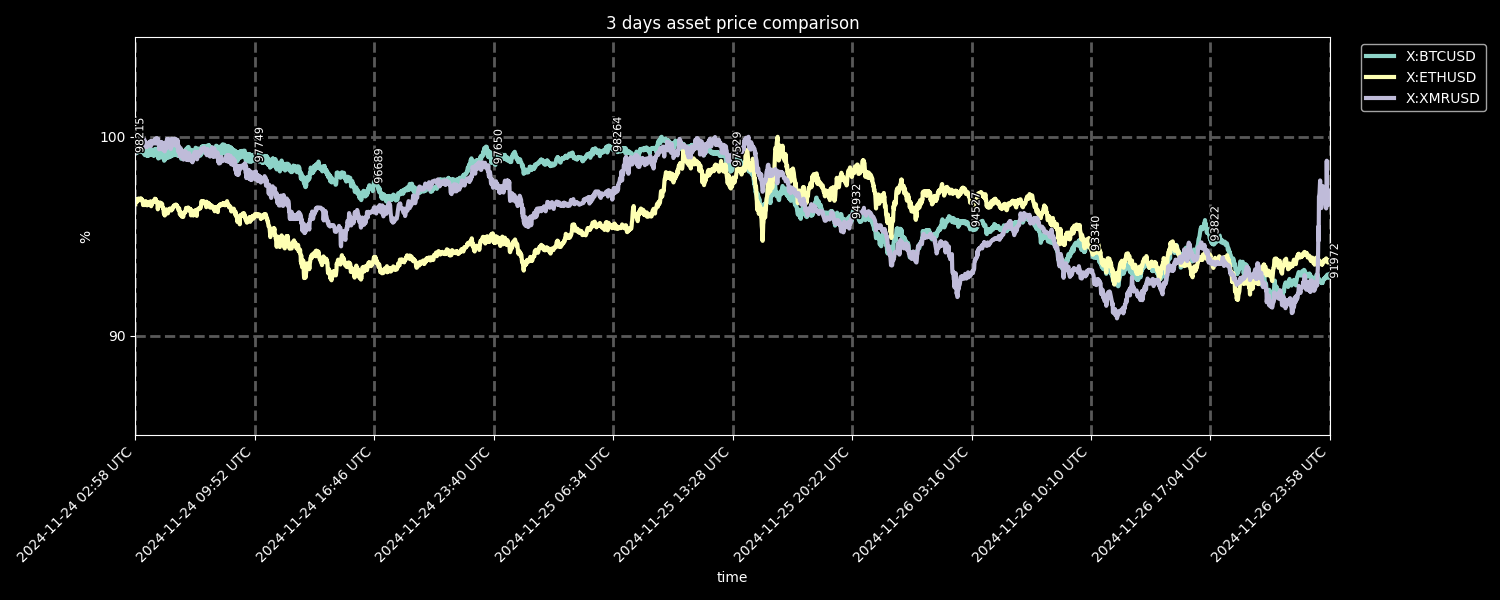 3 days asset price comparison
X:BTCUSD
X:ETHUSD
X:XMRUSD
100
90
%
98215
97749
96689
97650
98264
97529
94932
94527
93340
93822
91972
2024-11-24 02:58 UTC
2024-11-24 09:52 UTC
2024-11-24 16:46 UTC
2024-11-24 23:40 UTC
2024-11-25 06:34 UTC
2024-11-25 13:28 UTC
2024-11-25 20:22 UTC
2024-11-26 03:16 UTC
2024-11-26 10:10 UTC
2024-11-26 17:04 UTC
2024-11-26 23:58 UTC
time